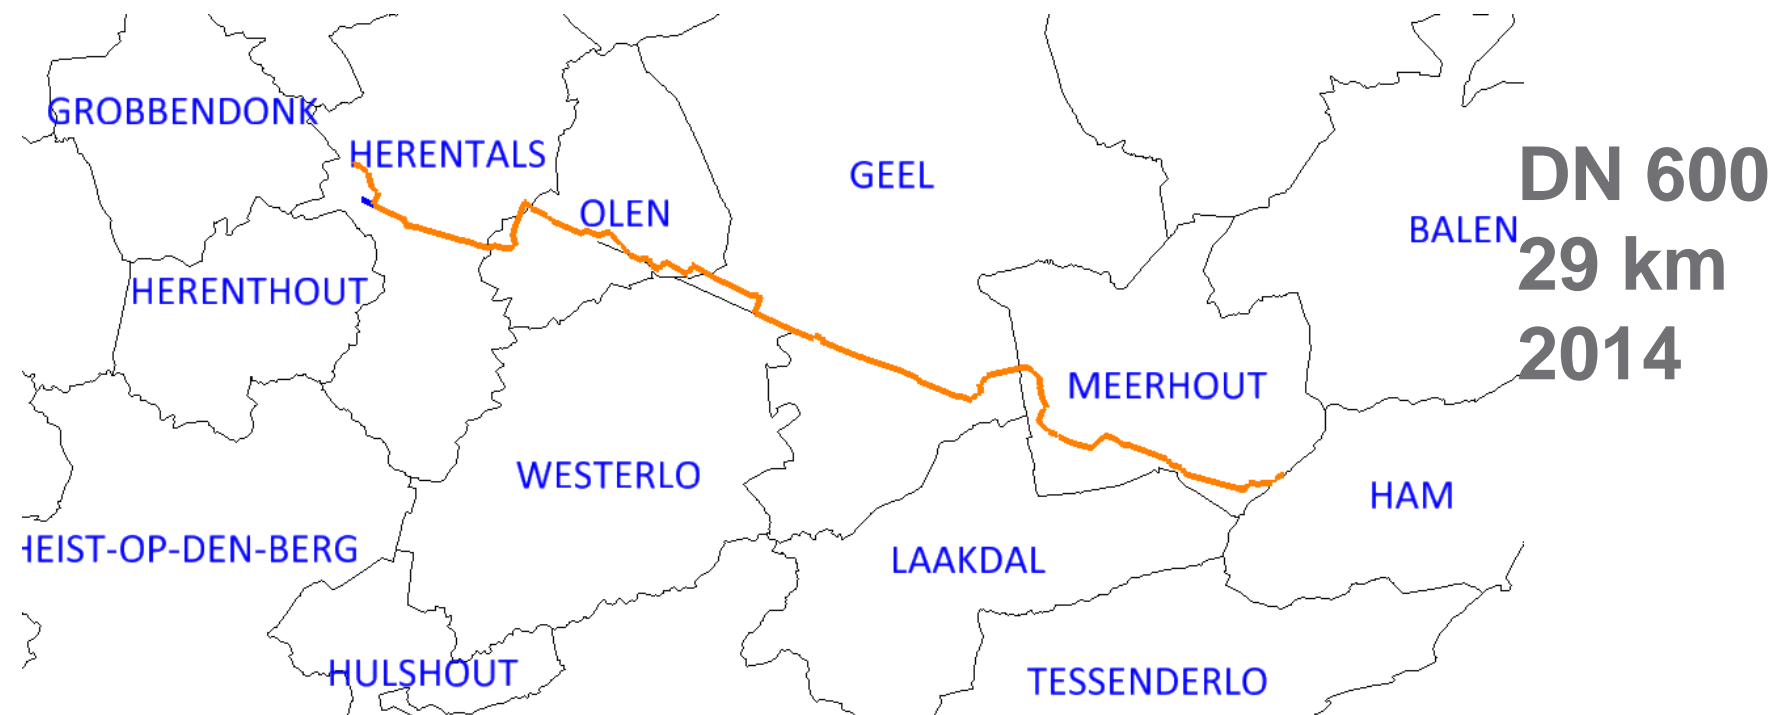 GROBBENDONK
HERENTALS
GEEL
OLEN
BALEN
DN 600
29 km
2014
HERENTHOUT
MEERHOUT
WESTERLO
HAM
HEIST-OP-DEN-BERG
LAAKDAL
HULSHOUT
TESSENDERLO